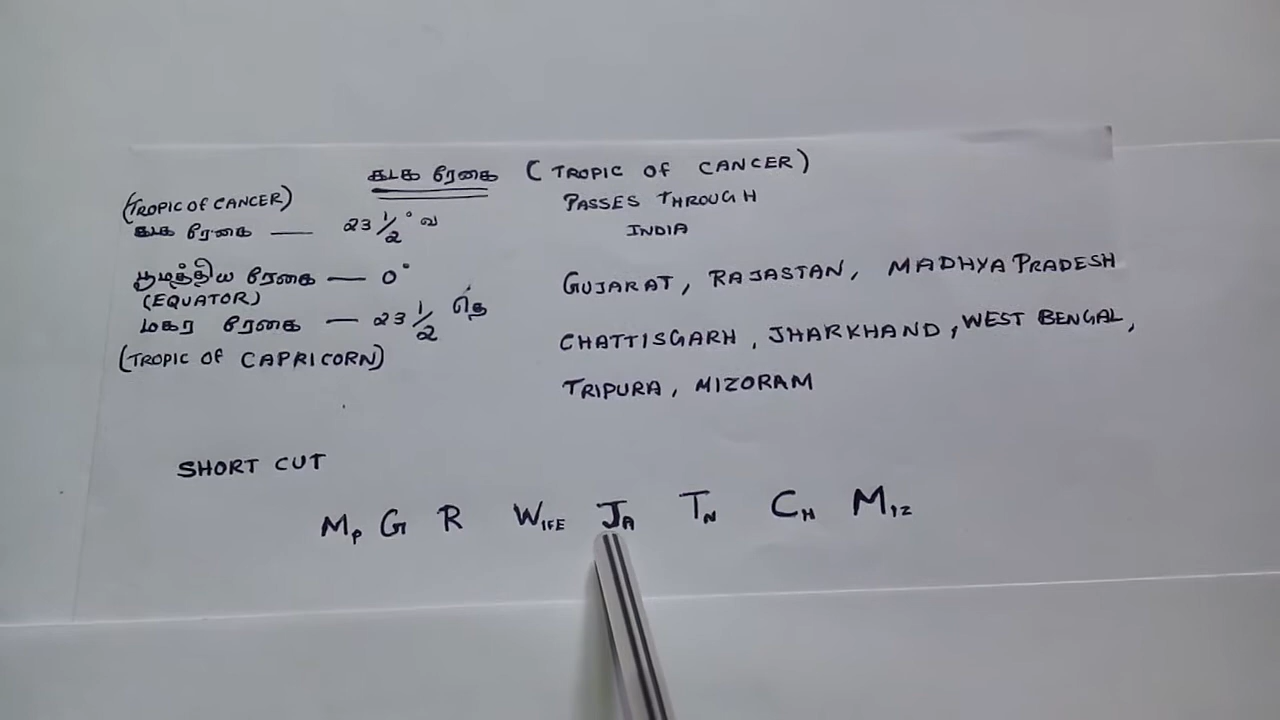 கடக ரேகை (TROPIC OF CANCER)
PASSES THROUGH
INDIA
(TROPIC OF CANCER)
கடக ரேகை — 23 1/2° வ
பூமத்திய ரேகை — 0°
(EQUATOR)
மகர ரேகை — 23 1/2 தெ
(TROPIC OF CAPRICORN)
GUJARAT, RAJASTAN, MADHYA PRADESH
CHATTISGARH, JHARKHAND, WEST BENGAL,
TRIPURA, MIZORAM
SHORT CUT
MP G R WIFE JA TN CH MIZ